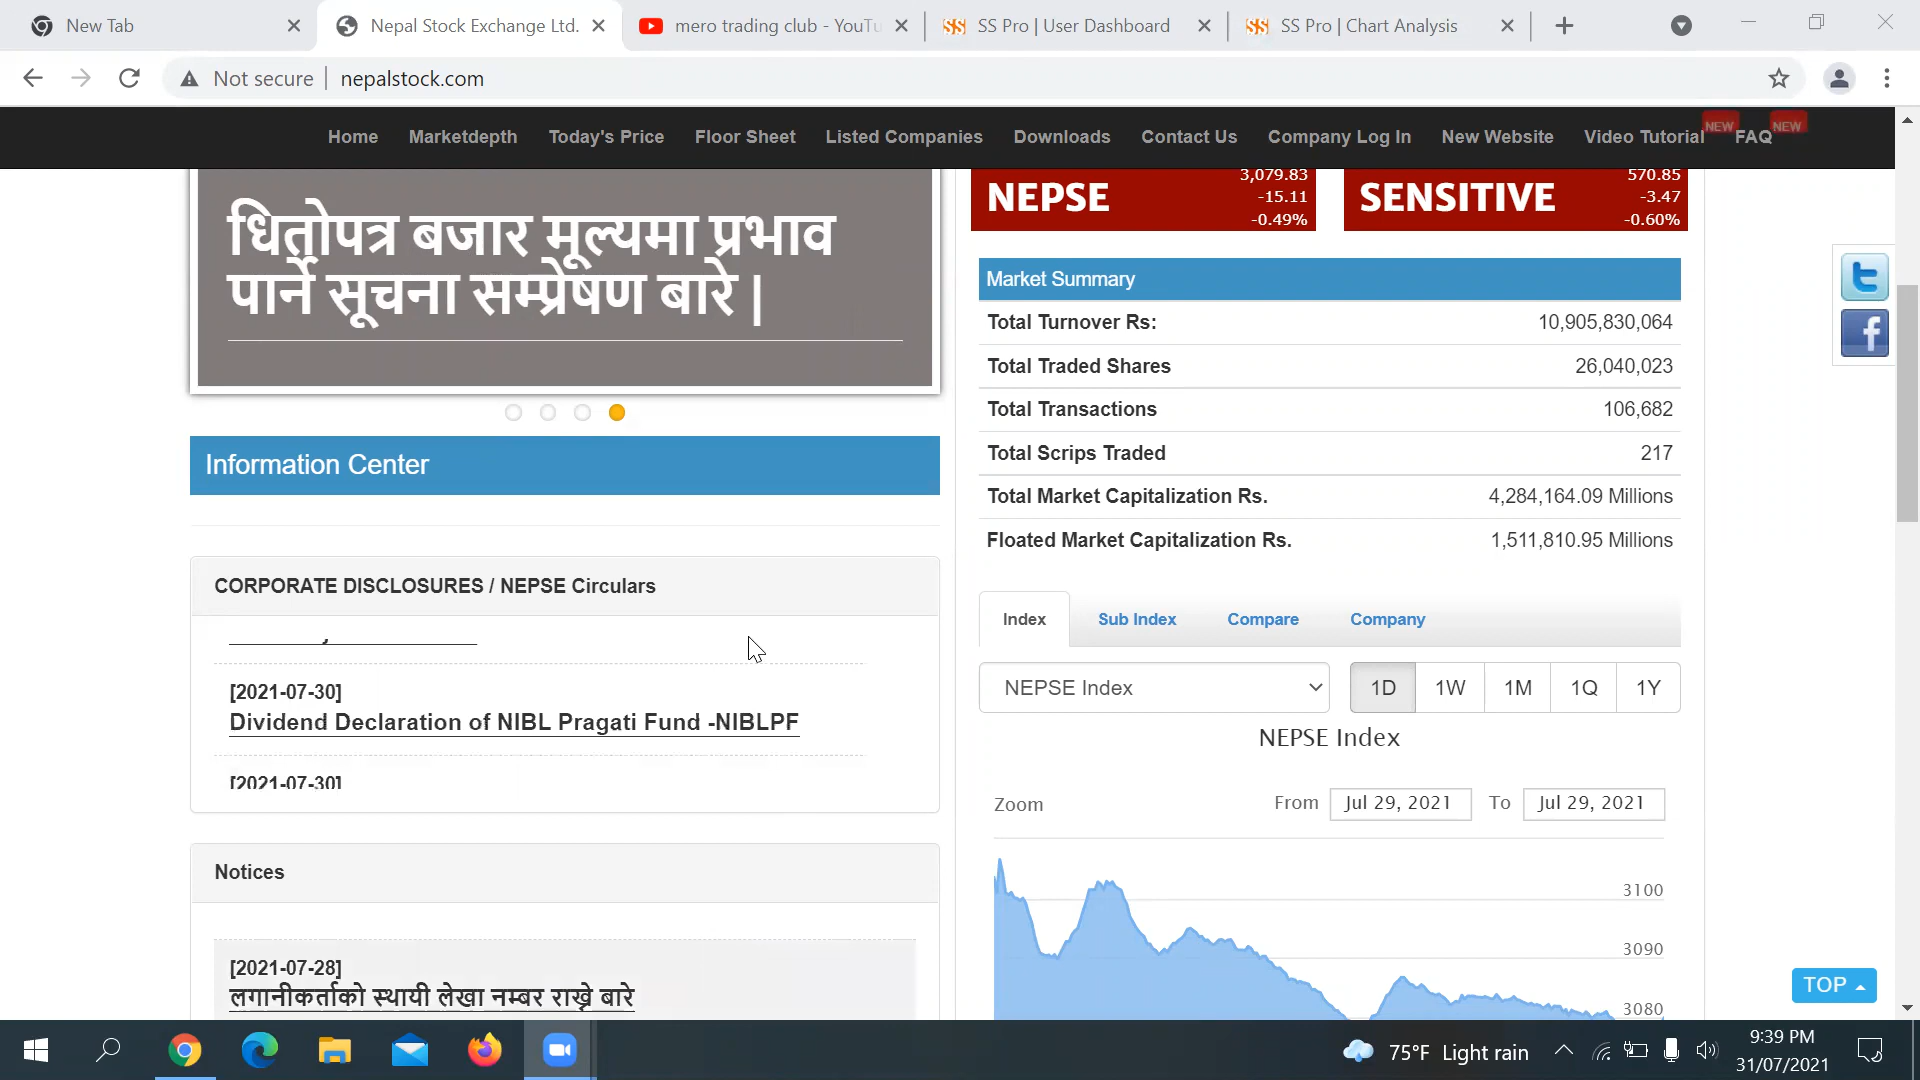 New Tab
Nepal Stock Exchange Ltd.
mero trading club - YouTu
SS Pro | User Dashboard
SS Pro | Chart Analysis
Not secure
nepalstock.com
Home
Marketdepth
Today's Price
Floor Sheet
Listed Companies
Downloads
Contact Us
Company Log In
New Website
Video Tutorial
NEW
FAQ
NEW
धितोपत्र बजार मूल्यमा प्रभाव
पार्ने सूचना सम्प्रेषण बारे |
NEPSE
3,079.83
-15.11
-0.49%
SENSITIVE
570.85
-3.47
-0.60%
Market Summary
Total Turnover Rs: 10,905,830,064
Total Traded Shares 26,040,023
Total Transactions 106,682
Total Scrips Traded 217
Total Market Capitalization Rs. 4,284,164.09 Millions
Floated Market Capitalization Rs. 1,511,810.95 Millions
Information Center
CORPORATE DISCLOSURES / NEPSE Circulars
[2021-07-30]
Dividend Declaration of NIBL Pragati Fund -NIBLPF
[2021-07-30]
Notices
[2021-07-28]
लगानीकर्ताको स्थायी लेखा नम्बर राख्ने बारे
Index
Sub Index
Compare
Company
NEPSE Index
1D
1W
1M
1Q
1Y
NEPSE Index
Zoom
From Jul 29, 2021 To Jul 29, 2021
3100
3090
3080
TOP
75°F Light rain
9:39 PM
31/07/2021